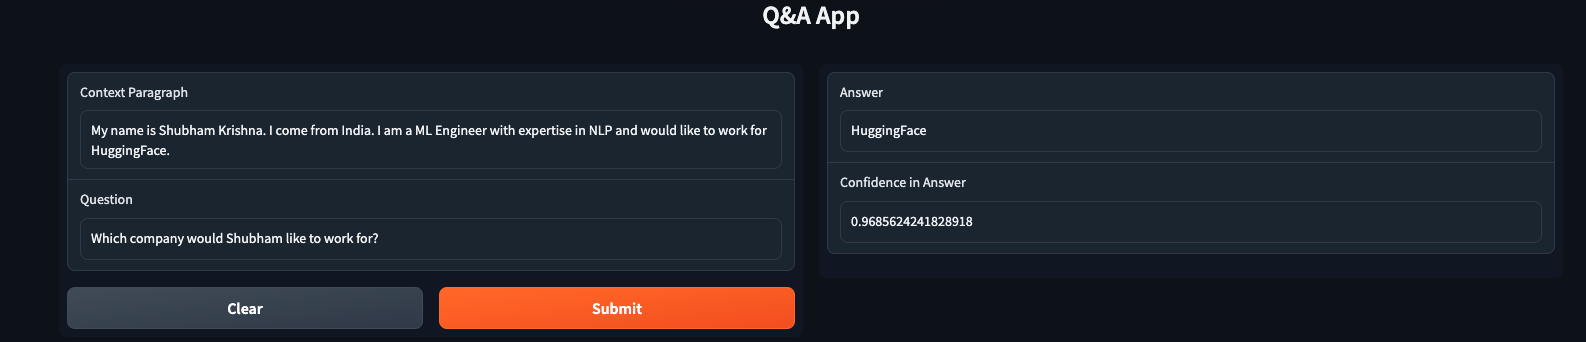 Q&A App
Context Paragraph
My name is Shubham Krishna. I come from India. I am a ML Engineer with expertise in NLP and would like to work for
HuggingFace.
Question
Which company would Shubham like to work for?
Clear
Submit
Answer
HuggingFace
Confidence in Answer
0.9685624241828918